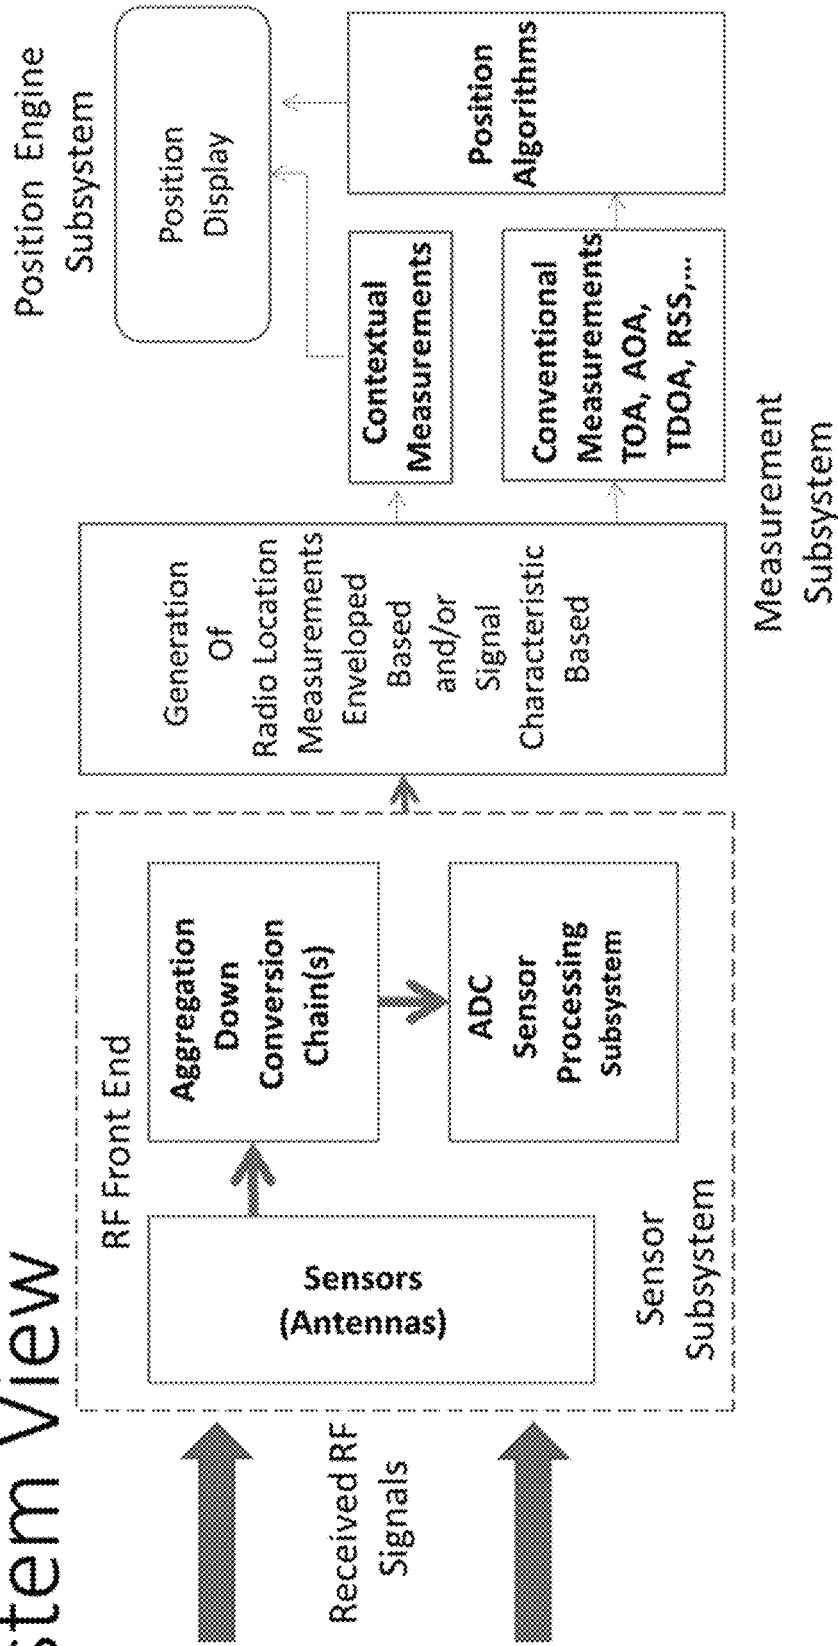 stem View
Received RF
Signals
Sensors
(Antennas)
RF Front End
Aggregation
Down
Conversion
Chain(s)
ADC
Sensor
Processing
subsystem
Sensor
Subsystem
Generation
Of
Radio Location
Measurements
Enveloped
Based
and/or
Signal
Characteristic
Based
Contextual
Measurements
Conventional
Measurements
TOA, AOA,
TDOA, RSS,...
Measurement
Subsystem
Position Engine
Subsystem
Position
Display
Position
Algorithms